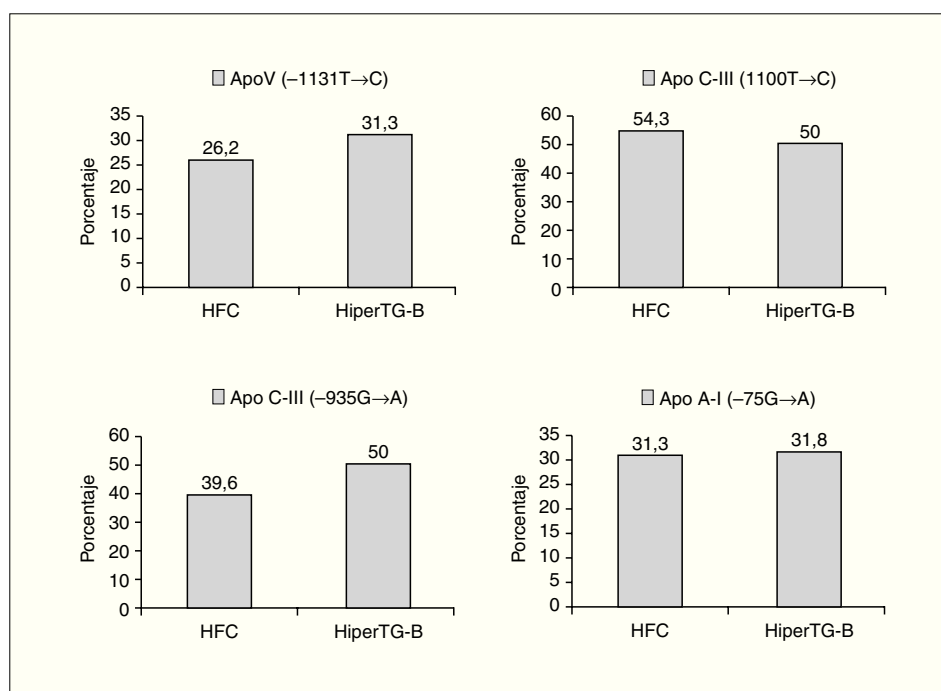 ApoV (–1131T→C)
35
30
25
20
15
10
5
0
Porcentaje
26,2
31,3
HFC
HiperTG-B
Apo C-III (1100T→C)
60
50
40
30
20
10
0
Porcentaje
54,3
50
HFC
HiperTG-B
Apo C-III (–935G→A)
60
50
40
30
20
10
0
Porcentaje
39,6
50
HFC
HiperTG-B
Apo A-I (–75G→A)
35
30
25
20
15
10
5
0
Porcentaje
31,3
31,8
HFC
HiperTG-B